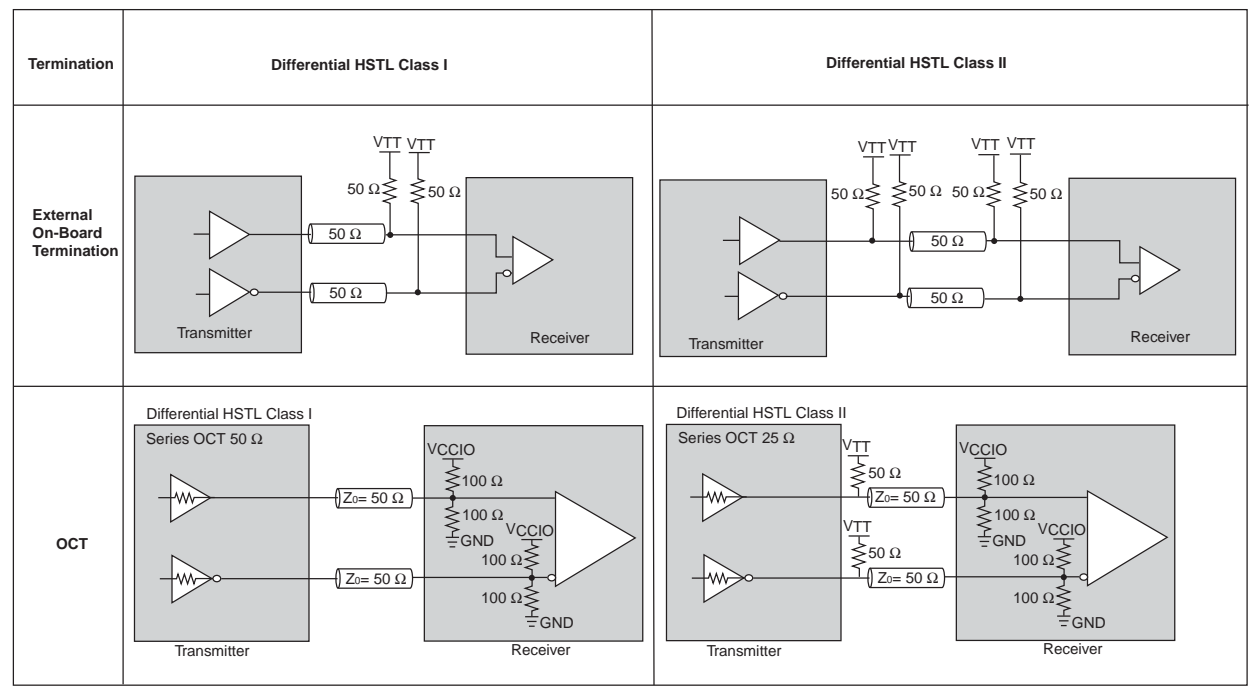 Termination
Differential HSTL Class I
Differential HSTL Class II
External
On-Board
Termination
VTT VTT
50 Ω 50 Ω
50 Ω
50 Ω
Transmitter
Receiver
VTT VTT VTT VTT
50 Ω 50 Ω 50 Ω 50 Ω
50 Ω
50 Ω
Transmitter
Receiver
OCT
Differential HSTL Class I
Series OCT 50 Ω
VCCIO
100 Ω
Z0= 50 Ω
100 Ω
VCCIO
GND
100 Ω
Z0= 50 Ω
100 Ω
GND
Transmitter
Receiver
Differential HSTL Class II
Series OCT 25 Ω
VTT
VCCIO
50 Ω
100 Ω
Z0= 50 Ω
100 Ω
VTT
VCCIO
GND
50 Ω
100 Ω
Z0= 50 Ω
100 Ω
GND
Transmitter
Receiver